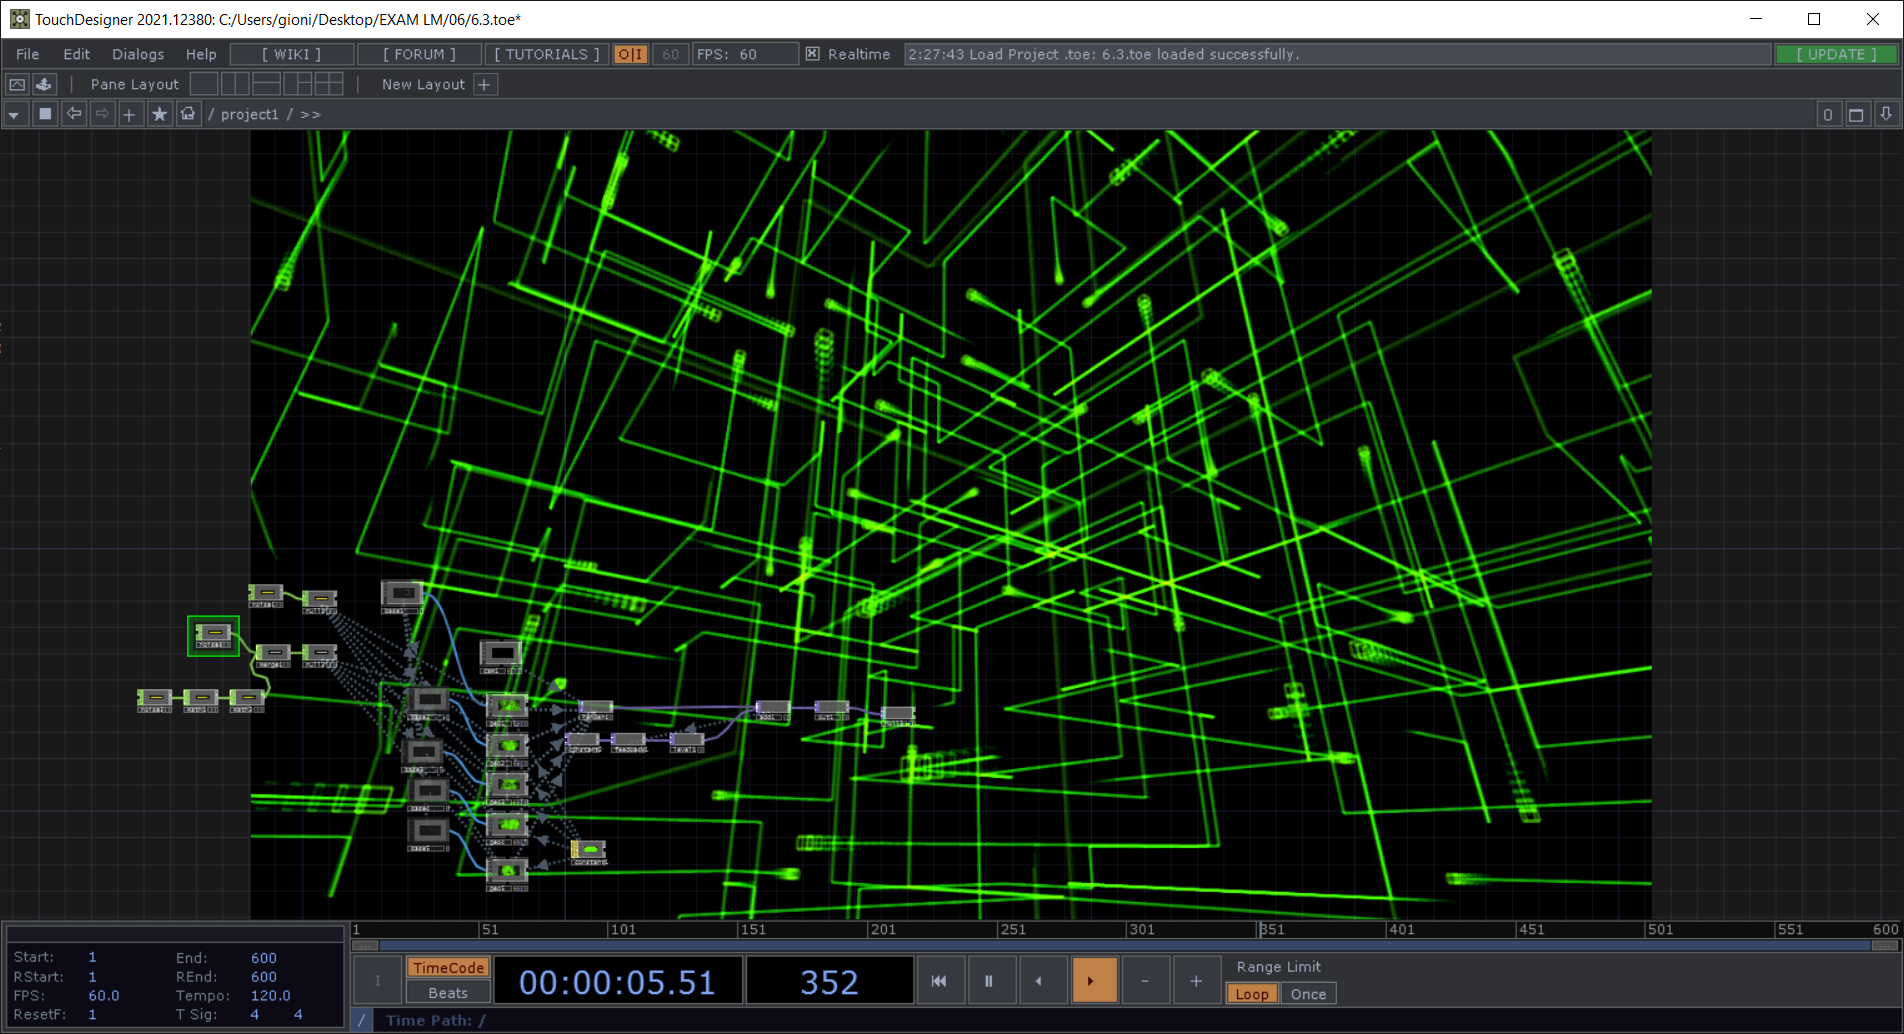 TouchDesigner 2021.12380: C:/Users/gioni/Desktop/EXAM LM/06/6.3.toe*
File Edit Dialogs Help [ WIKI ] [ FORUM ] [ TUTORIALS ] O|I 60 FPS: 60 Realtime 2:27:43 Load Project .toe: 6.3.toe loaded successfully. [ UPDATE ]
Pane Layout New Layout +
/ project1 / >> 0
1 51 101 151 201 251 301 351 401 451 501 551 600
Start: 1 End: 600
RStart: 1 REnd: 600
FPS: 60.0 Tempo: 120.0
ResetF: 1 T Sig: 4 4
TimeCode
Beats
00:00:05.51
352
- +
Range Limit
Loop Once
/ Time Path: /